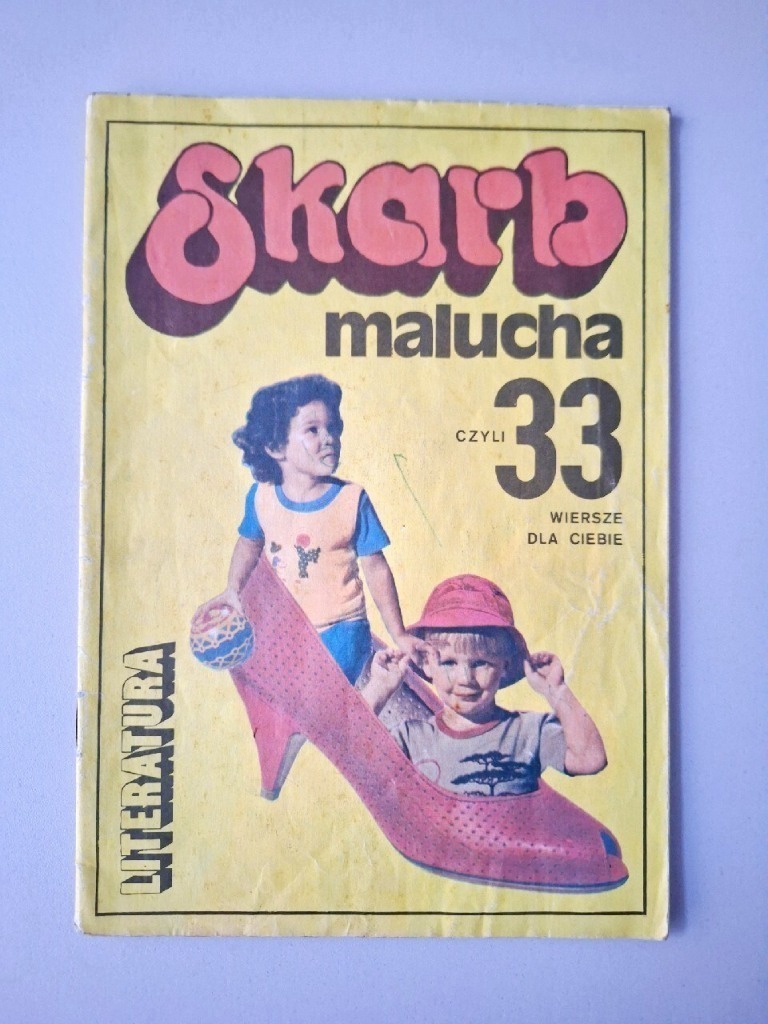 Skarb
malucha
CZYLI 33
WIERSZE
DLA CIEBIE
LITERATURA